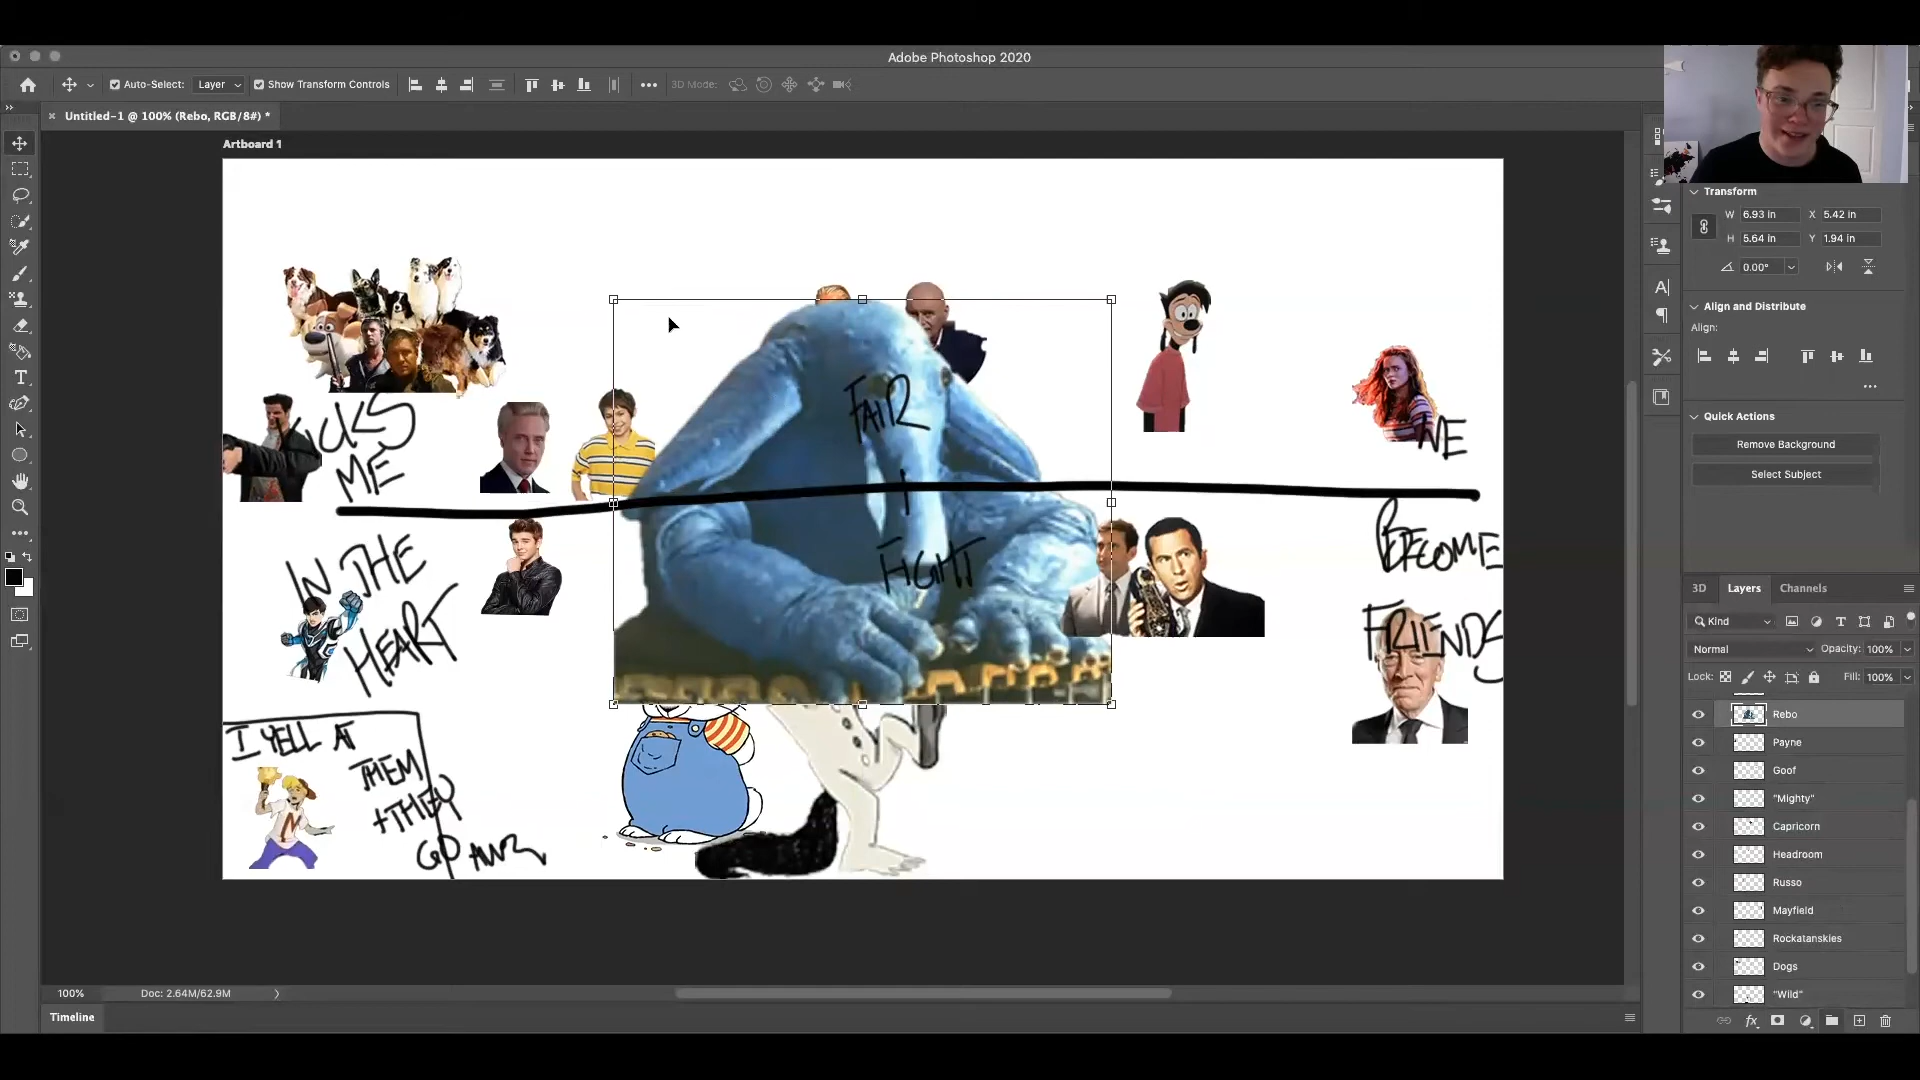 Adobe Photoshop 2020
Auto-Select: Layer Show Transform Controls 3D Mode:
Untitled-1 @ 100% (Rebo, RGB/8#) *
Artboard 1
ME
IN THE
HEART
I YELL AT
THEM
+THEY
GO AWAY
FAIR
FIGHT
ME
BECOME
FRIENDS
Transform
W 6.93 in X 5.42 in
H 5.64 in Y 1.94 in
0.00°
Align and Distribute
Align:
Quick Actions
Remove Background
Select Subject
3D Layers Channels
Kind
Normal Opacity: 100%
Lock: Fill: 100%
Rebo
Payne
Goof
"Mighty"
Capricorn
Headroom
Russo
Mayfield
Rockatanskies
Dogs
"Wild"
100% Doc: 2.64M/62.9M
Timeline